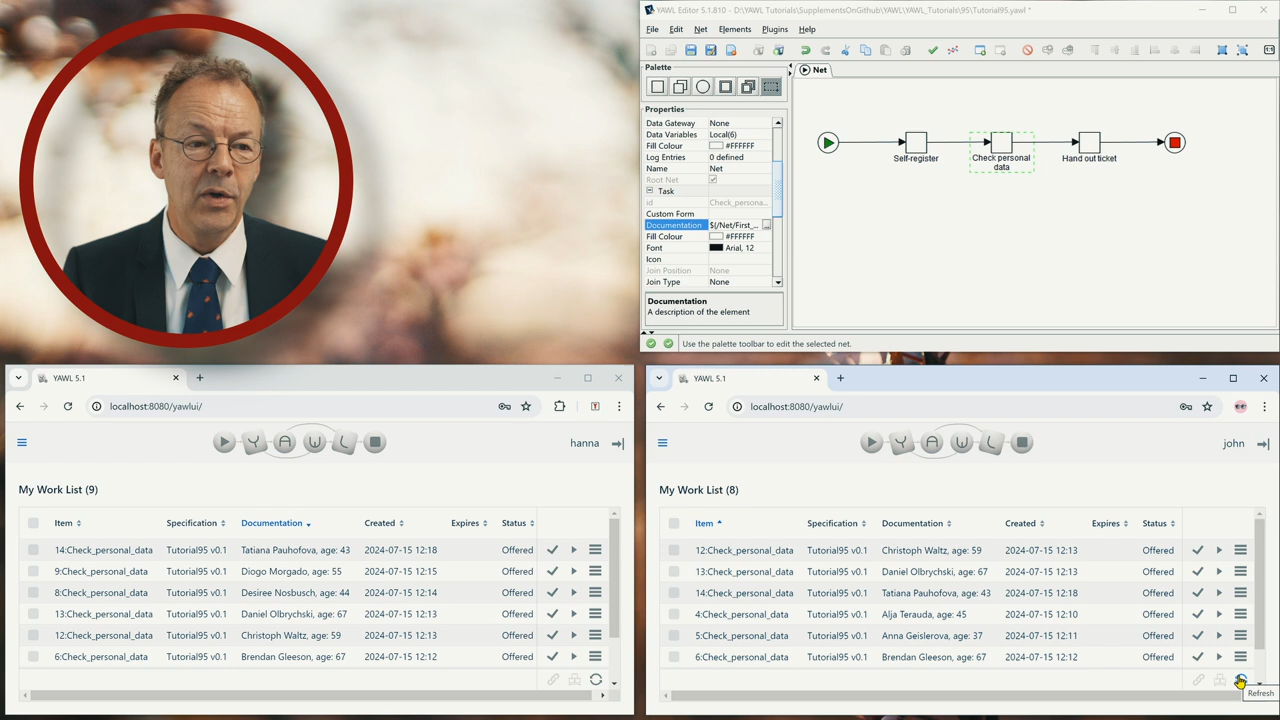 YAWL Editor 5.1.810 - D:\YAWL Tutorials\SupplementsOnGithub\YAWL\YAWL_Tutorials\95\Tutorial95.yawl *
File Edit Net Elements Plugins Help
Palette
Net
Properties
Data Gateway None
Data Variables Local(6)
Fill Colour #FFFFFF
Log Entries 0 defined
Name Net
Root Net
Task
id Check_persona...
Custom Form
Documentation ${/Net/First_... ...
Fill Colour #FFFFFF
Font Arial, 12
Icon
Join Position None
Join Type None
Documentation
A description of the element
Self-register
Check personal
data
Hand out ticket
Use the palette toolbar to edit the selected net.
YAWL 5.1
localhost:8080/yawlui/
Y A W L
hanna
My Work List (9)
Item Specification Documentation Created Expires Status
14:Check_personal_data Tutorial95 v0.1 Tatiana Pauhofova, age: 43 2024-07-15 12:18 Offered
9:Check_personal_data Tutorial95 v0.1 Diogo Morgado, age: 55 2024-07-15 12:15 Offered
8:Check_personal_data Tutorial95 v0.1 Desiree Nosbusch, age: 44 2024-07-15 12:14 Offered
13:Check_personal_data Tutorial95 v0.1 Daniel Olbrychski, age: 67 2024-07-15 12:13 Offered
12:Check_personal_data Tutorial95 v0.1 Christoph Waltz, age: 59 2024-07-15 12:13 Offered
6:Check_personal_data Tutorial95 v0.1 Brendan Gleeson, age: 67 2024-07-15 12:12 Offered
YAWL 5.1
localhost:8080/yawlui/
Y A W L
john
My Work List (8)
Item Specification Documentation Created Expires Status
12:Check_personal_data Tutorial95 v0.1 Christoph Waltz, age: 59 2024-07-15 12:13 Offered
13:Check_personal_data Tutorial95 v0.1 Daniel Olbrychski, age: 67 2024-07-15 12:13 Offered
14:Check_personal_data Tutorial95 v0.1 Tatiana Pauhofova, age: 43 2024-07-15 12:18 Offered
4:Check_personal_data Tutorial95 v0.1 Alja Terauda, age: 45 2024-07-15 12:10 Offered
5:Check_personal_data Tutorial95 v0.1 Anna Geislerova, age: 37 2024-07-15 12:11 Offered
6:Check_personal_data Tutorial95 v0.1 Brendan Gleeson, age: 67 2024-07-15 12:12 Offered
Refresh